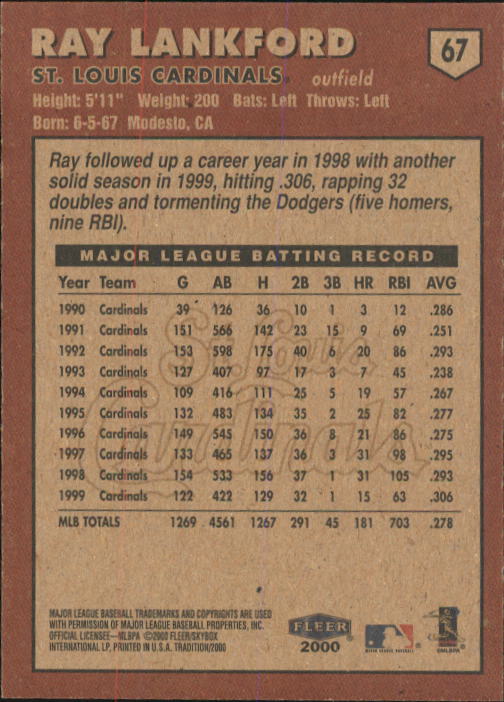 RAY LANKFORD
67
ST. LOUIS CARDINALS outfield
Height: 5'11" Weight: 200 Bats: Left Throws: Left
Born: 6-5-67 Modesto, CA
Ray followed up a career year in 1998 with another
solid season in 1999, hitting .306, rapping 32
doubles and tormenting the Dodgers (five homers,
nine RBI).
MAJOR LEAGUE BATTING RECORD
Year Team G AB H 2B 3B HR RBI AVG
1990 Cardinals 39 126 36 10 1 3 12 .286
1991 Cardinals 151 566 142 23 15 9 69 .251
1992 Cardinals 153 598 175 40 6 20 86 .293
1993 Cardinals 127 407 97 17 3 7 45 .238
1994 Cardinals 109 416 111 25 5 19 57 .267
1995 Cardinals 132 483 134 35 2 25 82 .277
1996 Cardinals 149 545 150 36 8 21 86 .275
1997 Cardinals 133 465 137 36 3 31 98 .295
1998 Cardinals 154 533 156 37 1 31 105 .293
1999 Cardinals 122 422 129 32 1 15 63 .306
MLB TOTALS 1269 4561 1267 291 45 181 703 .278
St. Louis
Cardinals
MAJOR LEAGUE BASEBALL TRADEMARKS AND COPYRIGHTS ARE USED
WITH PERMISSION OF MAJOR LEAGUE BASEBALL PROPERTIES, INC.
OFFICIAL LICENSEE—MLBPA ©2000 FLEER/SKYBOX
INTERNATIONAL LP, PRINTED IN U.S.A. TRADITION/2000
FLEER
2000
MAJOR LEAGUE BASEBALL
©MLBPA